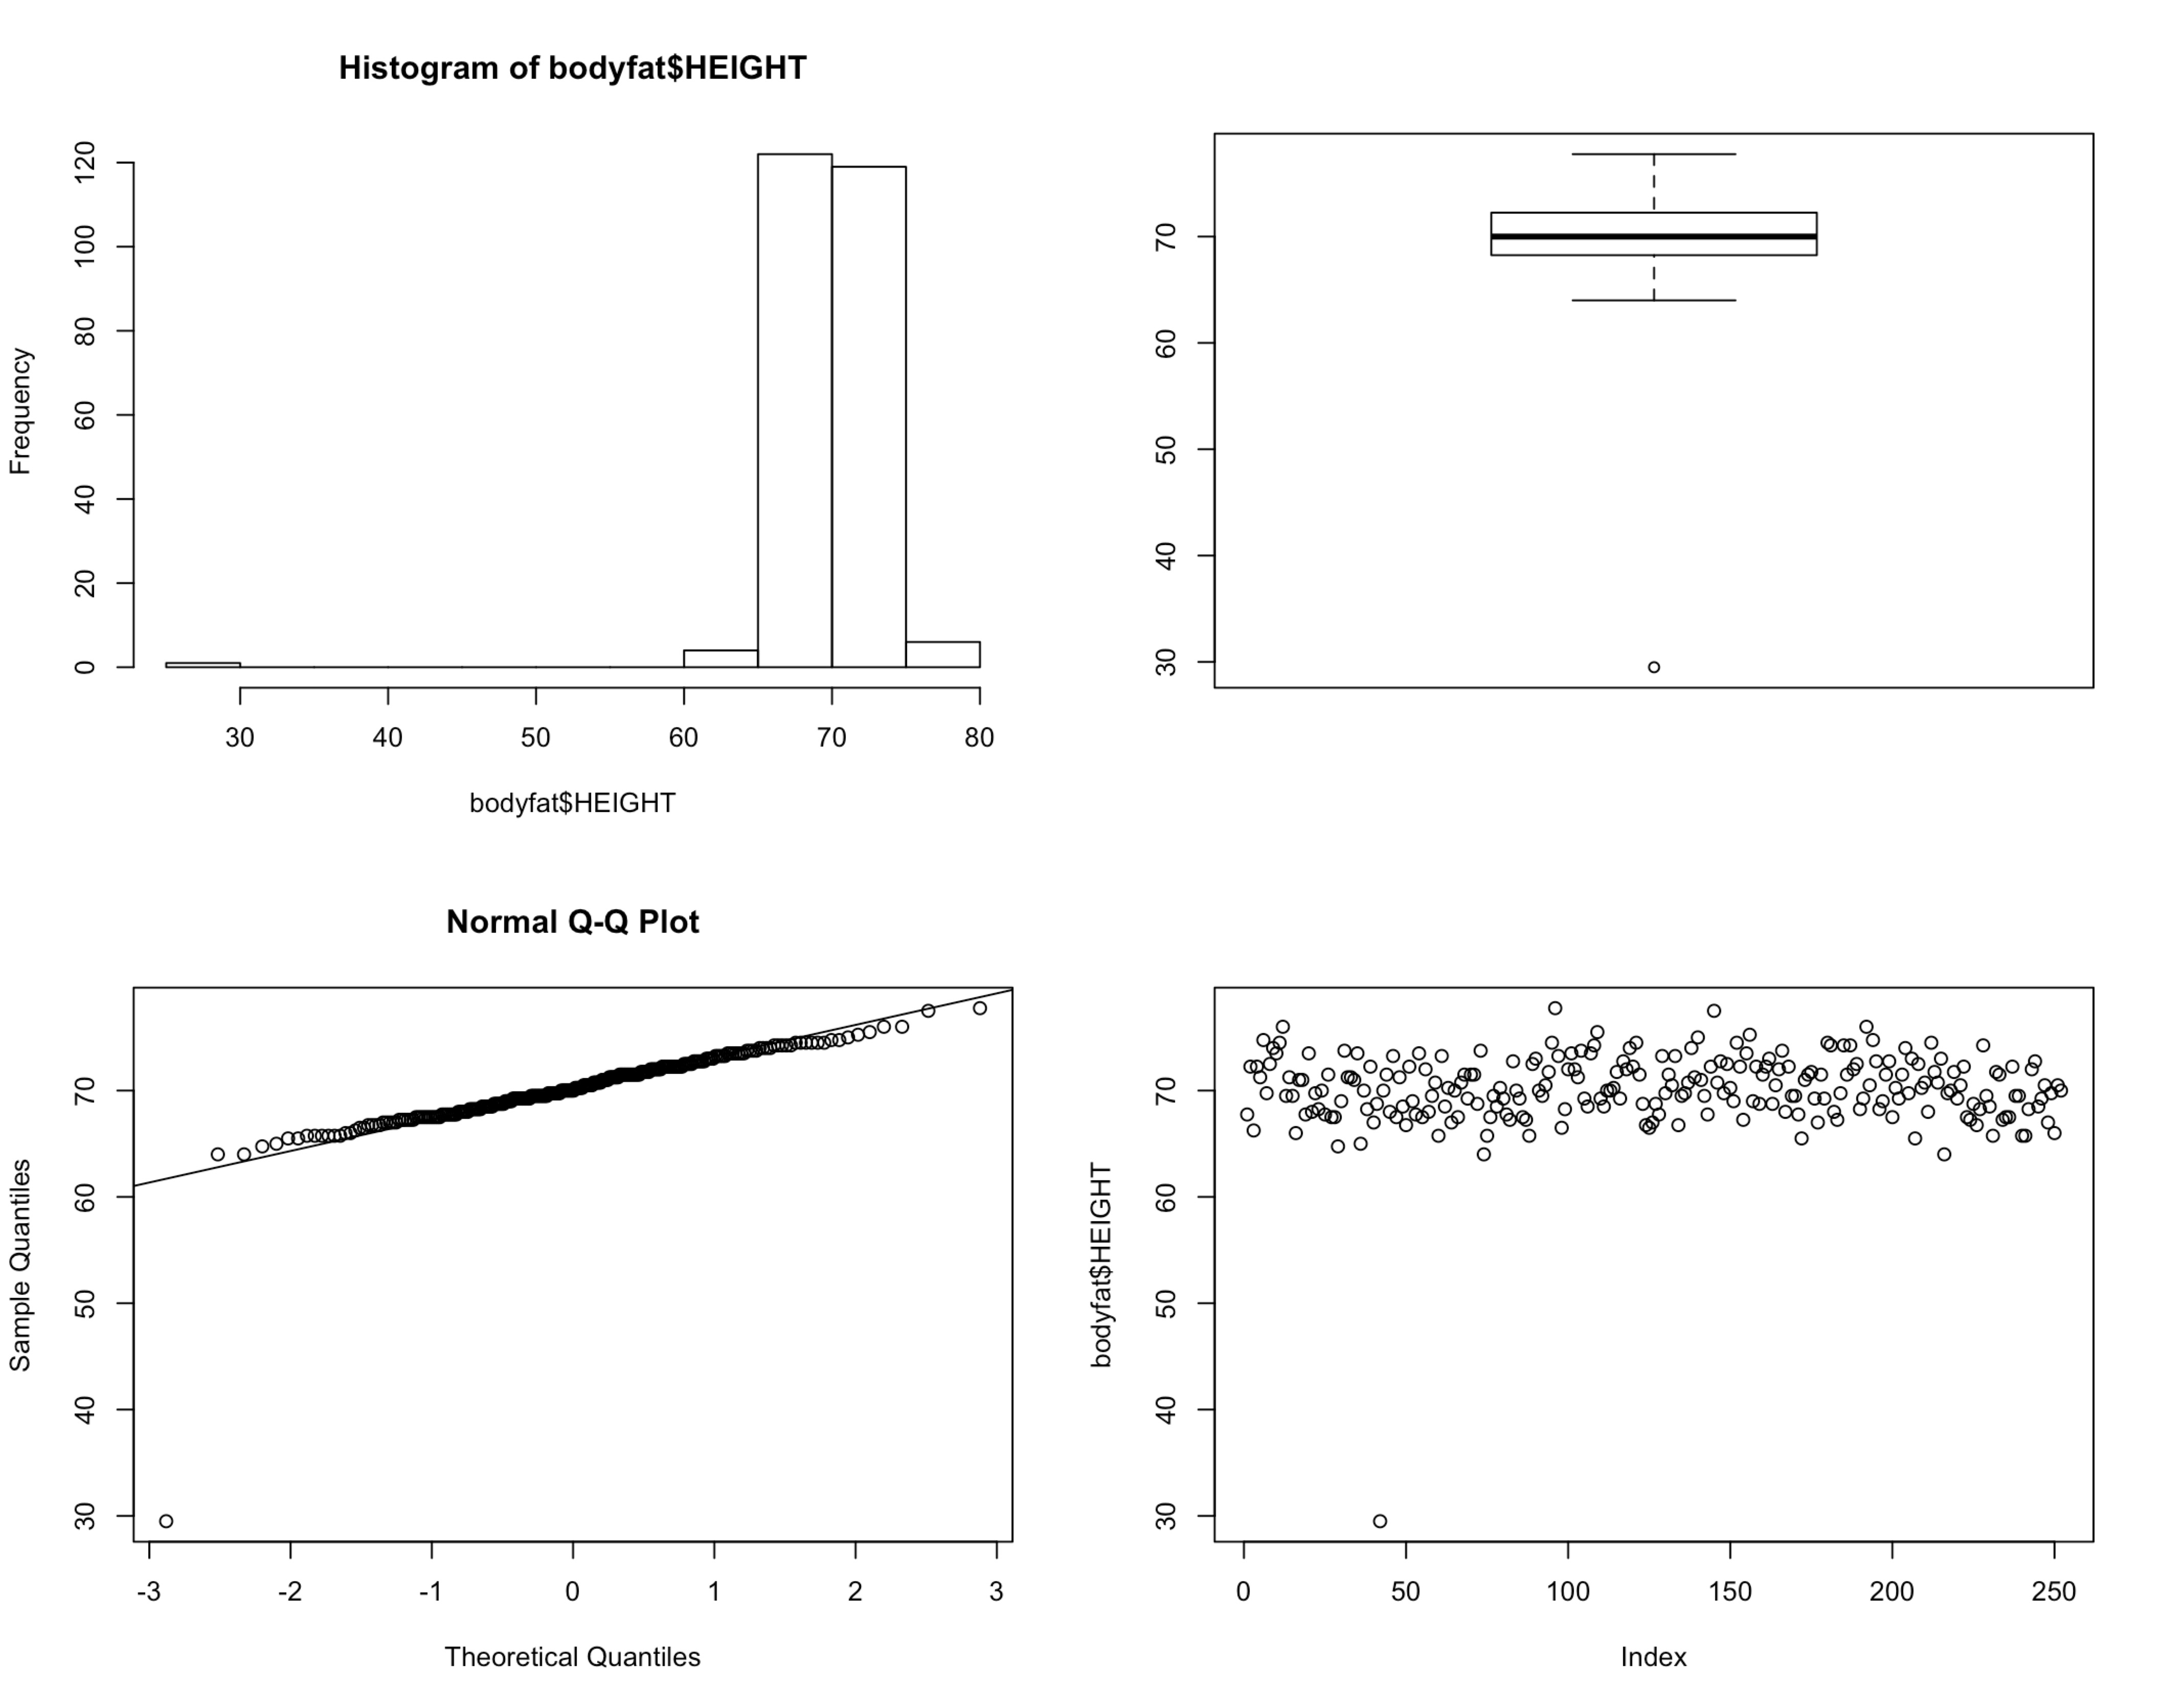 Histogram of bodyfat$HEIGHT
Frequency
0 20 40 60 80 100 120
30 40 50 60 70 80
bodyfat$HEIGHT
30 40 50 60 70
Normal Q-Q Plot
Sample Quantiles
30 40 50 60 70
-3 -2 -1 0 1 2 3
Theoretical Quantiles
bodyfat$HEIGHT
30 40 50 60 70
0 50 100 150 200 250
Index